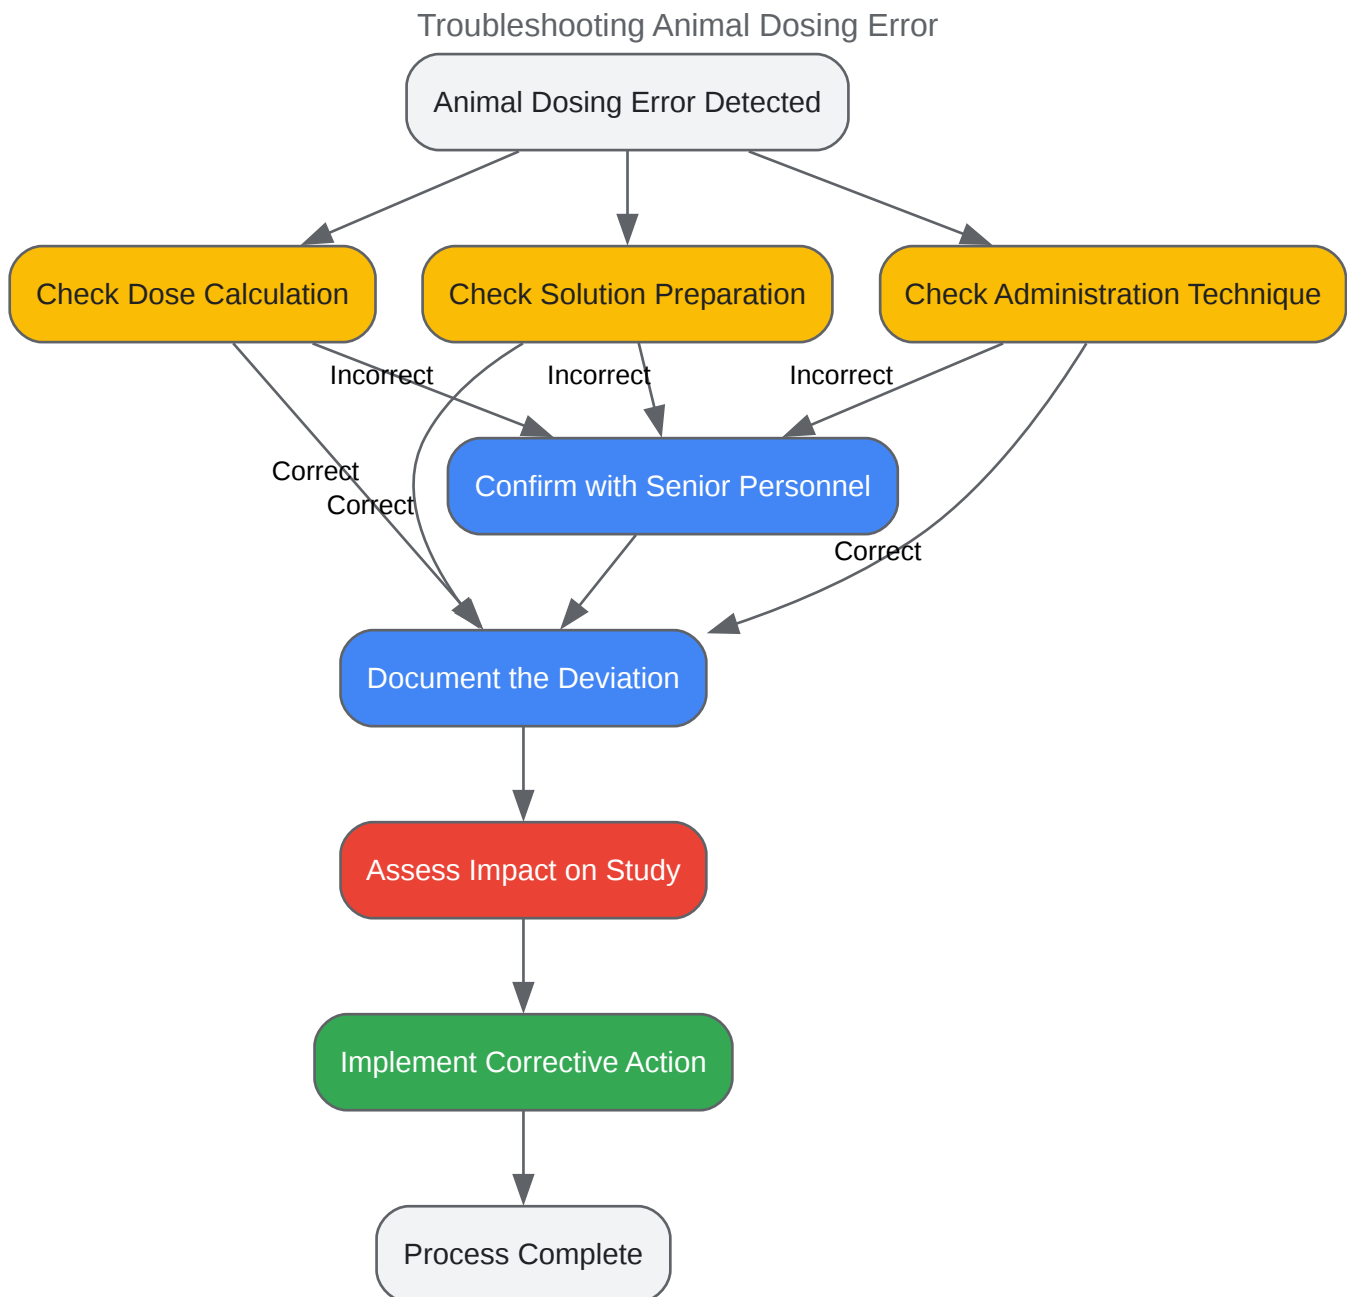 Troubleshooting Animal Dosing Error
Animal Dosing Error Detected
Check Dose Calculation
Check Solution Preparation
Check Administration Technique
Incorrect
Incorrect
Incorrect
Confirm with Senior Personnel
Correct
Correct
Correct
Document the Deviation
Assess Impact on Study
Implement Corrective Action
Process Complete